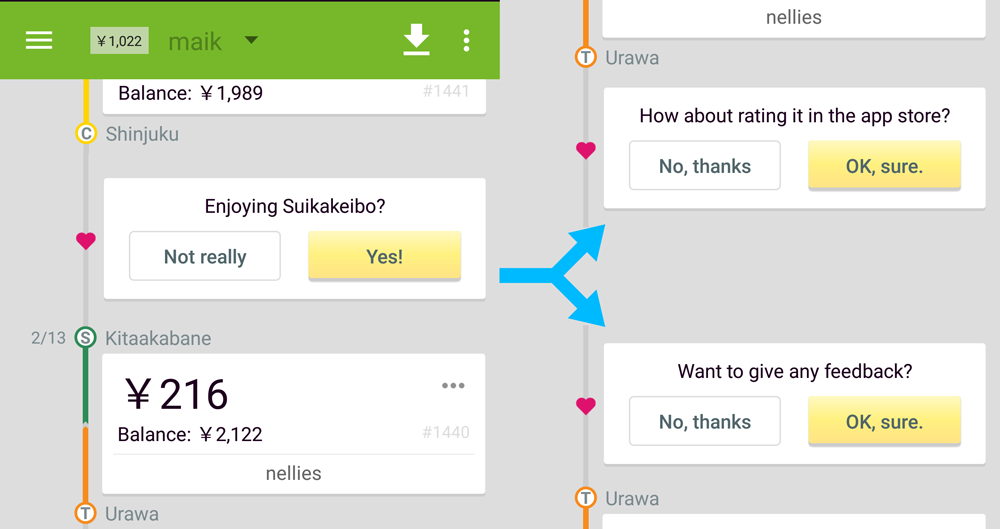 ¥1,022 maik
Balance: ¥1,989 #1441
C Shinjuku
Enjoying Suikakeibo?
Not really Yes!
2/13 S Kitaakabane
¥216
Balance: ¥2,122 #1440
nellies
T Urawa
nellies
T Urawa
How about rating it in the app store?
No, thanks OK, sure.
Want to give any feedback?
No, thanks OK, sure.
T Urawa